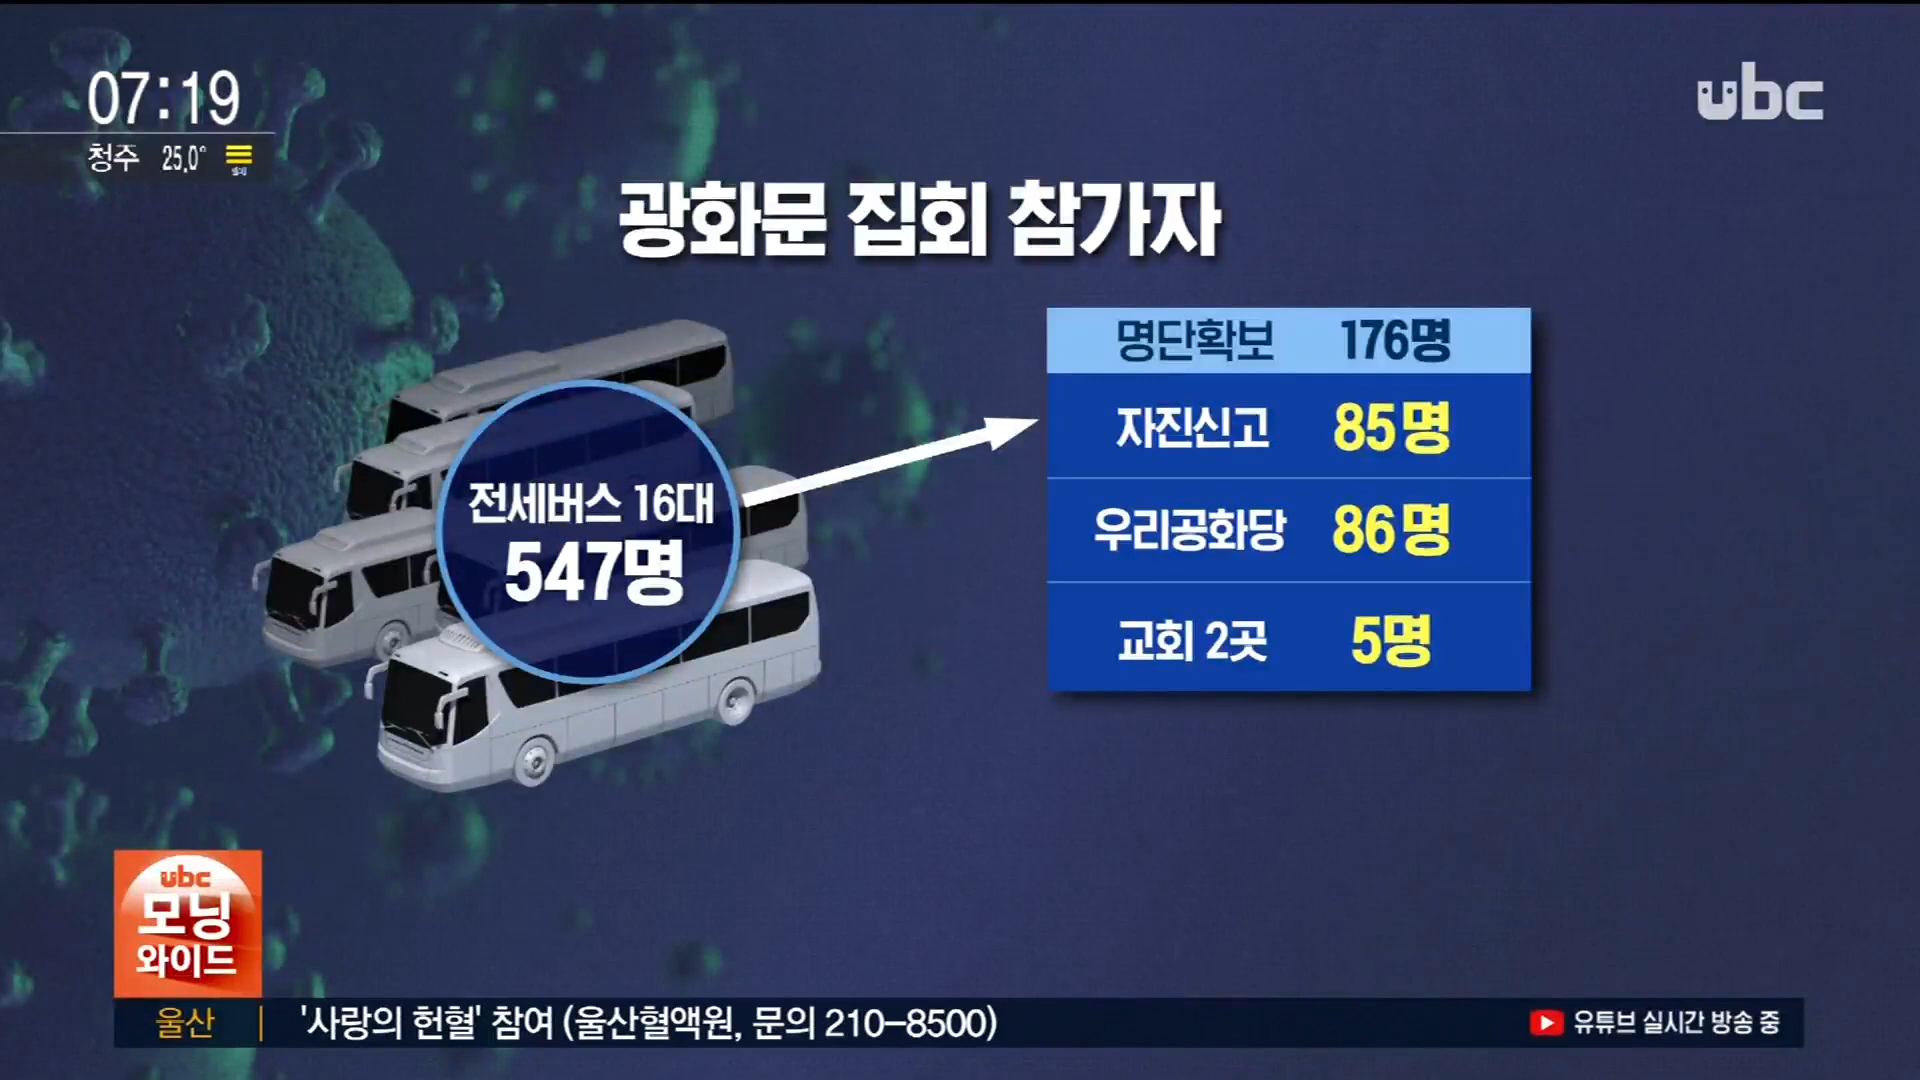 07:19
청주 25.0°
ubc
광화문 집회 참가자
전세버스 16대
547명
명단확보 176명
자진신고 85명
우리공화당 86명
교회 2곳 5명
ubc
모닝
와이드
울산 '사랑의 헌혈' 참여 (울산혈액원, 문의 210-8500)
유튜브 실시간 방송 중